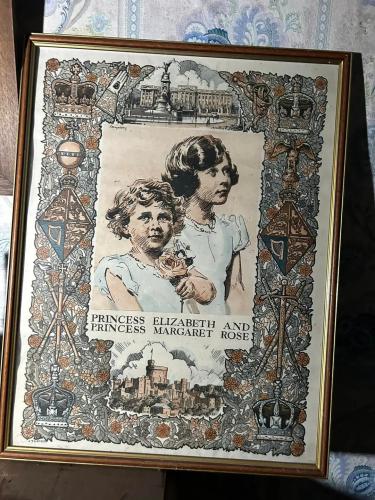 PRINCESS ELIZABETH AND
PRINCESS MARGARET ROSE